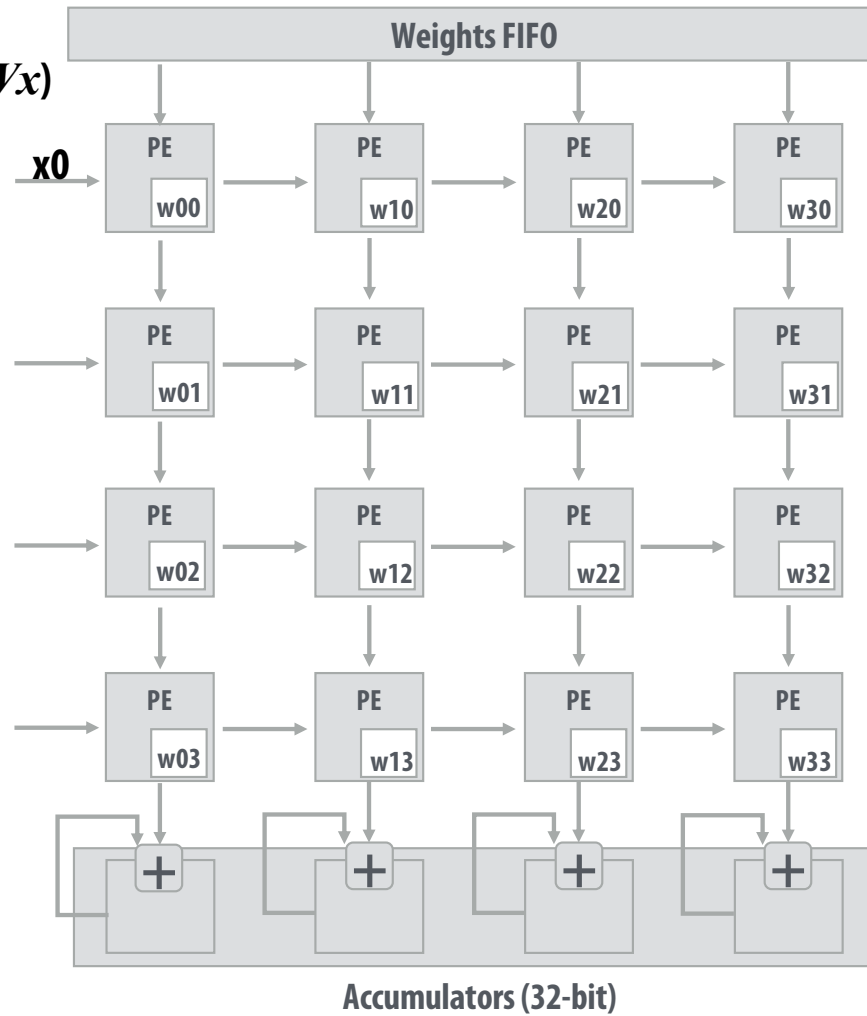 Weights FIFO
Vx)
x0
PE PE PE PE
w00 w10 w20 w30
PE PE PE PE
w01 w11 w21 w31
PE PE PE PE
w02 w12 w22 w32
PE PE PE PE
w03 w13 w23 w33
+ + + +
Accumulators (32-bit)